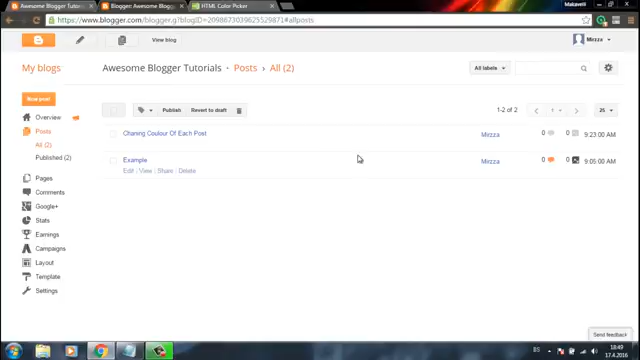 Awesome Blogger Tutori
Blogger: Awesome Blogg
HTML Color Picker
Makaveli
https://www.blogger.com/blogger.g?blogID=2098673039625529871#allposts
View blog
Mirzza
My blogs
Awesome Blogger Tutorials · Posts › All (2)
All labels
New post
Publish
Revert to draft
1-2 of 2
1
25
Overview
Posts
All (2)
Published (2)
Chaning Coulour Of Each Post
Mirzza
0
0
9:23:00 AM
Example
Mirzza
0
0
9:05:00 AM
Edit | View | Share | Delete
Pages
Comments
Google+
Stats
Earnings
Campaigns
Layout
Template
Settings
Send feedback
BS
18:49
17.4.2016